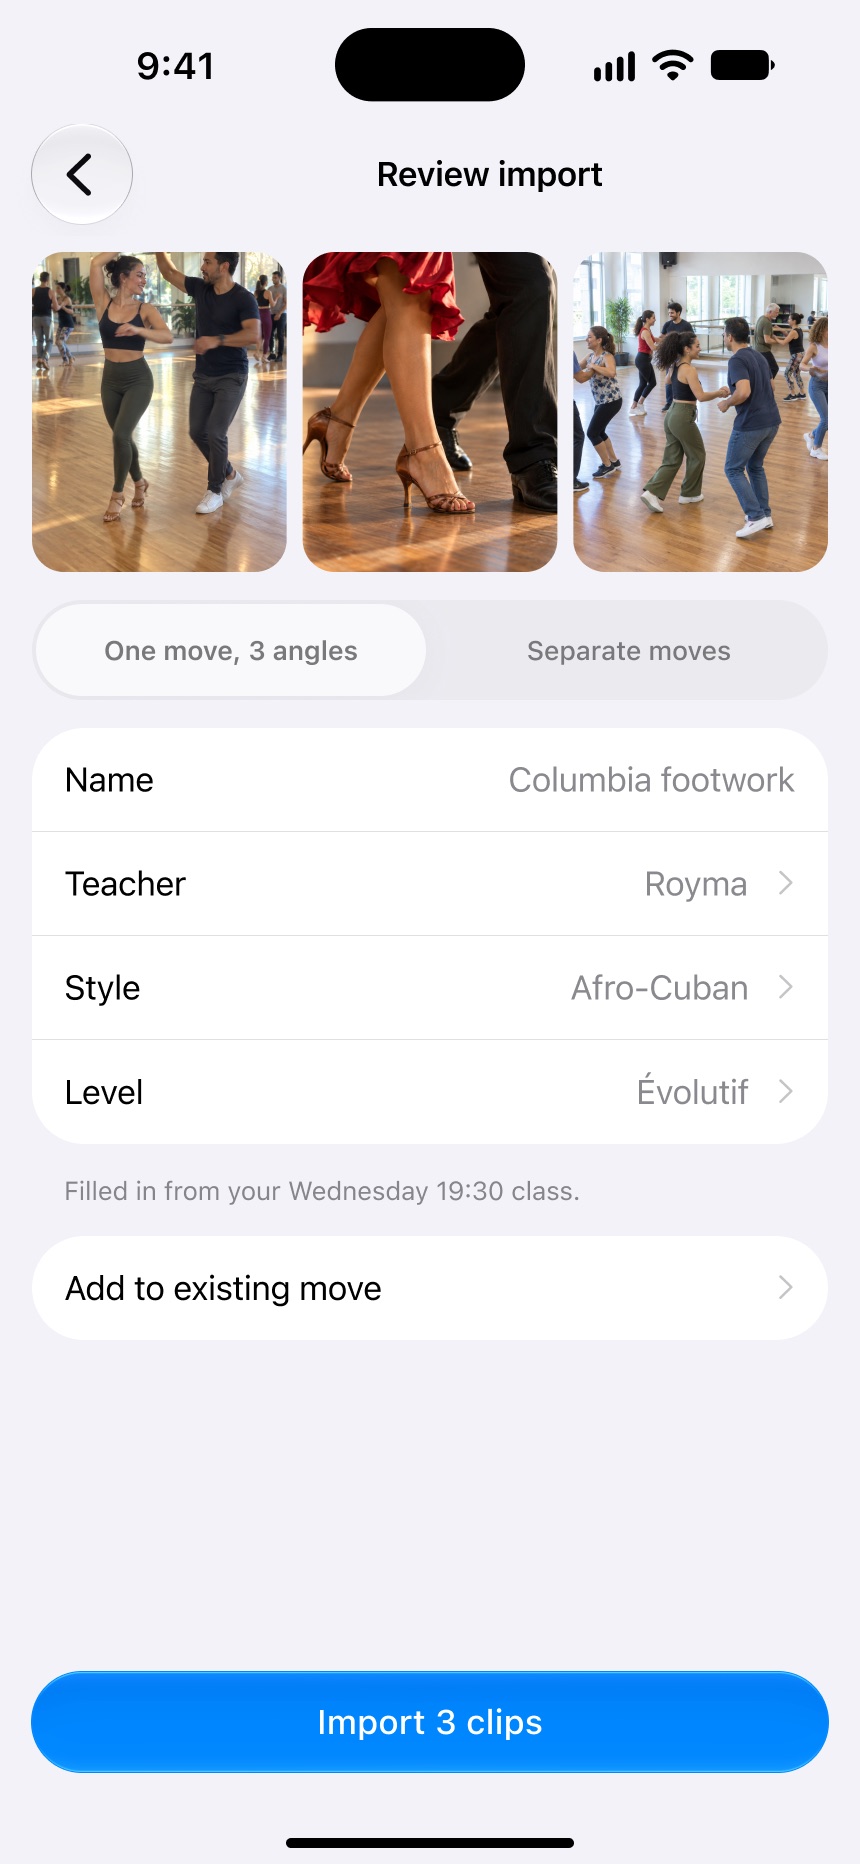 9:41
Review import
One move, 3 angles
Separate moves
Name
Columbia footwork
Teacher
Royma
Style
Afro-Cuban
Level
Évolutif
Filled in from your Wednesday 19:30 class.
Add to existing move
Import 3 clips